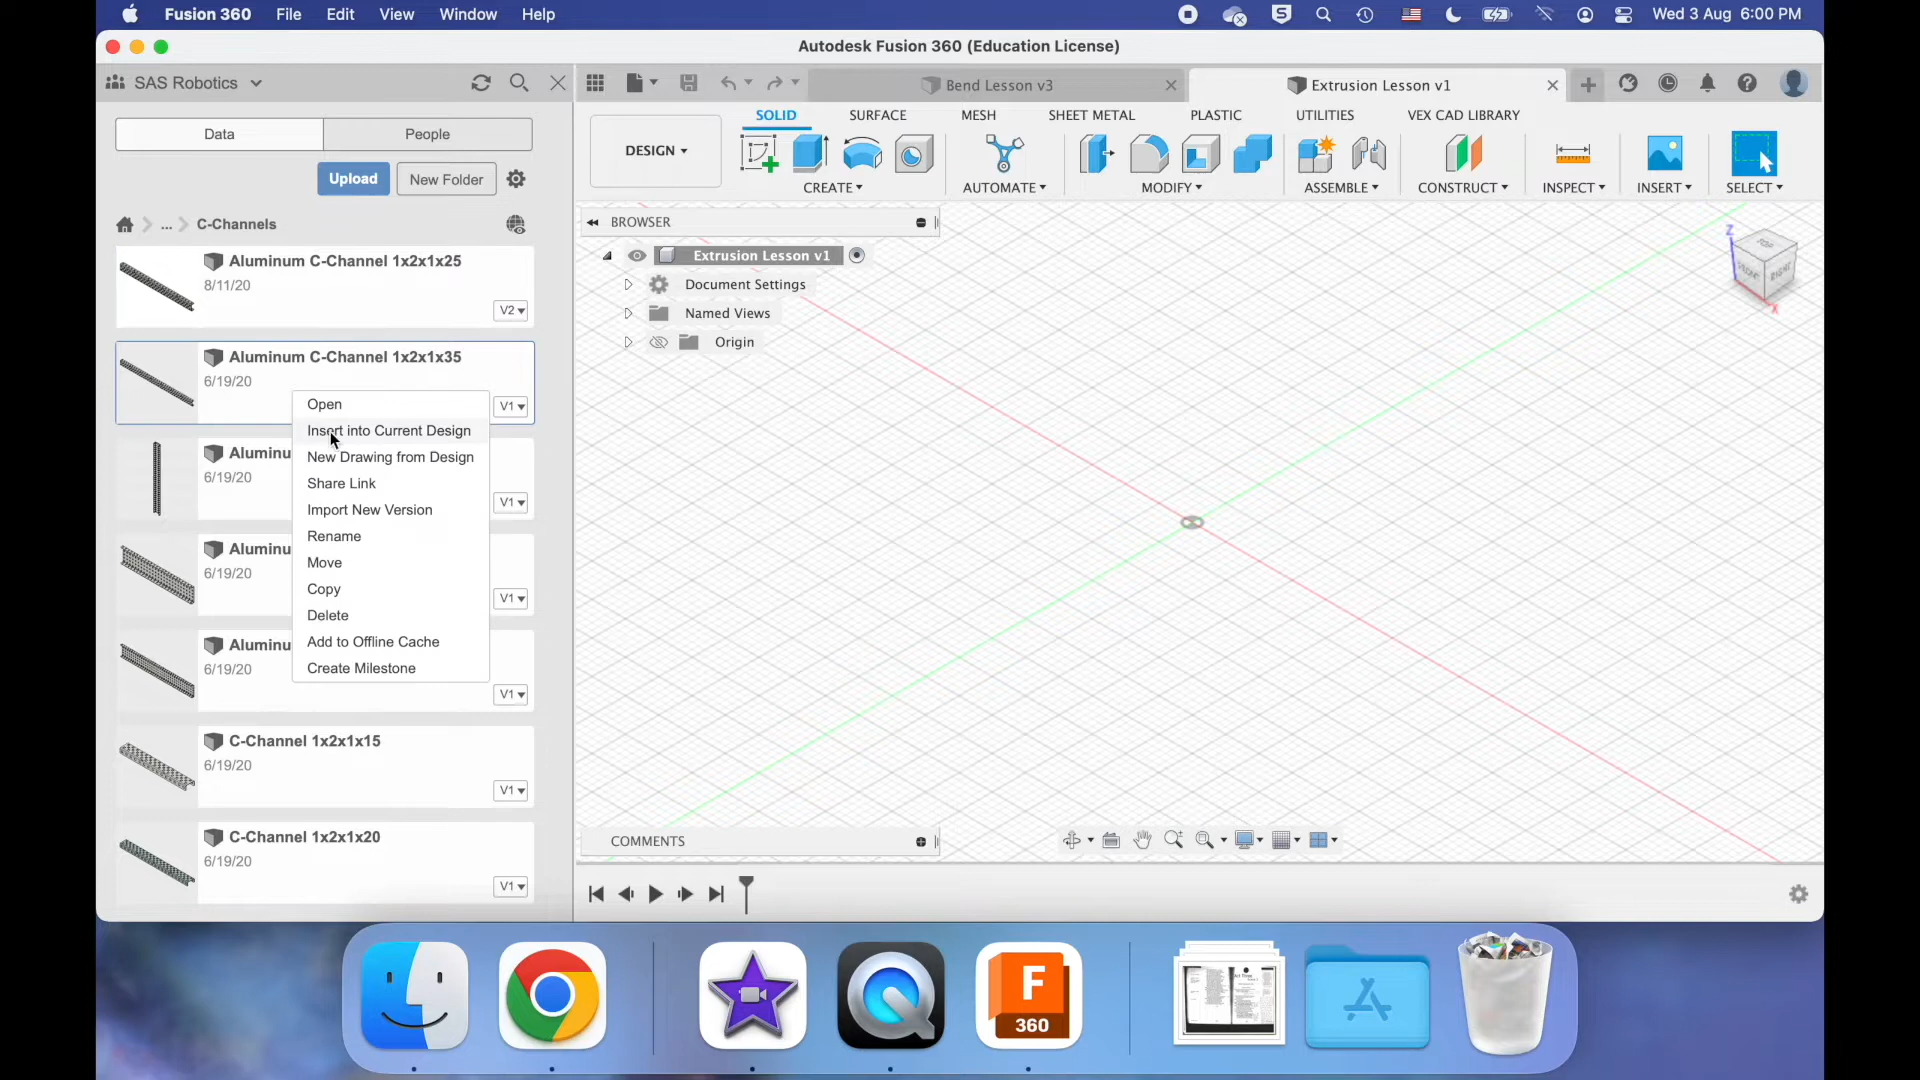 Fusion 360 File Edit View Window Help
Wed 3 Aug 6:00 PM
Autodesk Fusion 360 (Education License)
SAS Robotics
Bend Lesson v3
Extrusion Lesson v1
Data
People
Upload
New Folder
... C-Channels
Aluminum C-Channel 1x2x1x25
8/11/20
V2
Aluminum C-Channel 1x2x1x35
6/19/20
V1
Aluminu
6/19/20
V1
Aluminu
6/19/20
V1
Aluminu
6/19/20
V1
C-Channel 1x2x1x15
6/19/20
V1
C-Channel 1x2x1x20
6/19/20
V1
Open
Insert into Current Design
New Drawing from Design
Share Link
Import New Version
Rename
Move
Copy
Delete
Add to Offline Cache
Create Milestone
SOLID SURFACE MESH SHEET METAL PLASTIC UTILITIES VEX CAD LIBRARY
DESIGN
CREATE AUTOMATE MODIFY ASSEMBLE CONSTRUCT INSPECT INSERT SELECT
BROWSER
Extrusion Lesson v1
Document Settings
Named Views
Origin
Z
TOP
FRONT
RIGHT
X
COMMENTS
F
360